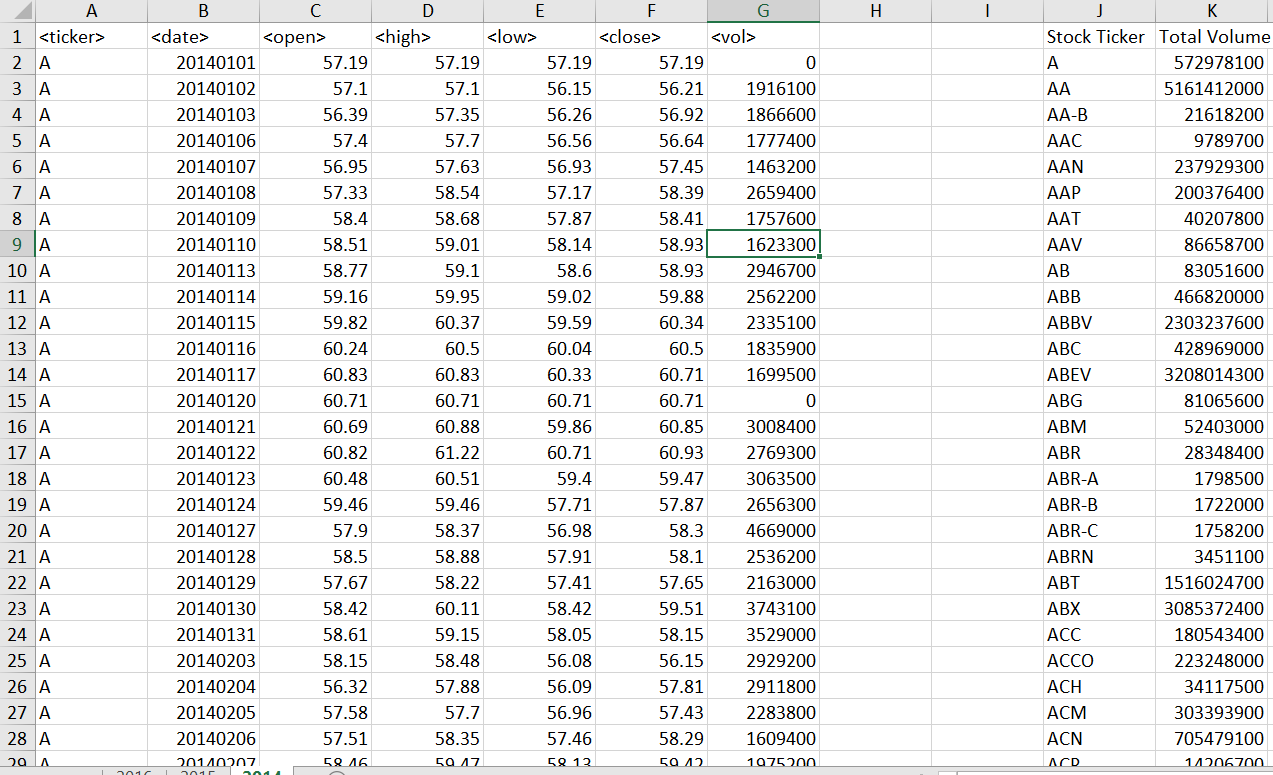 A B C D E F G H I J K
1 <ticker> <date> <open> <high> <low> <close> <vol> Stock Ticker Total Volume
2 A 20140101 57.19 57.19 57.19 57.19 0 A 572978100
3 A 20140102 57.1 57.1 56.15 56.21 1916100 AA 5161412000
4 A 20140103 56.39 57.35 56.26 56.92 1866600 AA-B 21618200
5 A 20140106 57.4 57.7 56.56 56.64 1777400 AAC 9789700
6 A 20140107 56.95 57.63 56.93 57.45 1463200 AAN 237929300
7 A 20140108 57.33 58.54 57.17 58.39 2659400 AAP 200376400
8 A 20140109 58.4 58.68 57.87 58.41 1757600 AAT 40207800
9 A 20140110 58.51 59.01 58.14 58.93 1623300 AAV 86658700
10 A 20140113 58.77 59.1 58.6 58.93 2946700 AB 83051600
11 A 20140114 59.16 59.95 59.02 59.88 2562200 ABB 466820000
12 A 20140115 59.82 60.37 59.59 60.34 2335100 ABBV 2303237600
13 A 20140116 60.24 60.5 60.04 60.5 1835900 ABC 428969000
14 A 20140117 60.83 60.83 60.33 60.71 1699500 ABEV 3208014300
15 A 20140120 60.71 60.71 60.71 60.71 0 ABG 81065600
16 A 20140121 60.69 60.88 59.86 60.85 3008400 ABM 52403000
17 A 20140122 60.82 61.22 60.71 60.93 2769300 ABR 28348400
18 A 20140123 60.48 60.51 59.4 59.47 3063500 ABR-A 1798500
19 A 20140124 59.46 59.46 57.71 57.87 2656300 ABR-B 1722000
20 A 20140127 57.9 58.37 56.98 58.3 4669000 ABR-C 1758200
21 A 20140128 58.5 58.88 57.91 58.1 2536200 ABRN 3451100
22 A 20140129 57.67 58.22 57.41 57.65 2163000 ABT 1516024700
23 A 20140130 58.42 60.11 58.42 59.51 3743100 ABX 3085372400
24 A 20140131 58.61 59.15 58.05 58.15 3529000 ACC 180543400
25 A 20140203 58.15 58.48 56.08 56.15 2929200 ACCO 223248000
26 A 20140204 56.32 57.88 56.09 57.81 2911800 ACH 34117500
27 A 20140205 57.58 57.7 56.96 57.43 2283800 ACM 303393900
28 A 20140206 57.51 58.35 57.46 58.29 1609400 ACN 705479100
29 A 20140207 58.46 59.47 58.13 59.42 1975200 14206700
2016 2015 2014